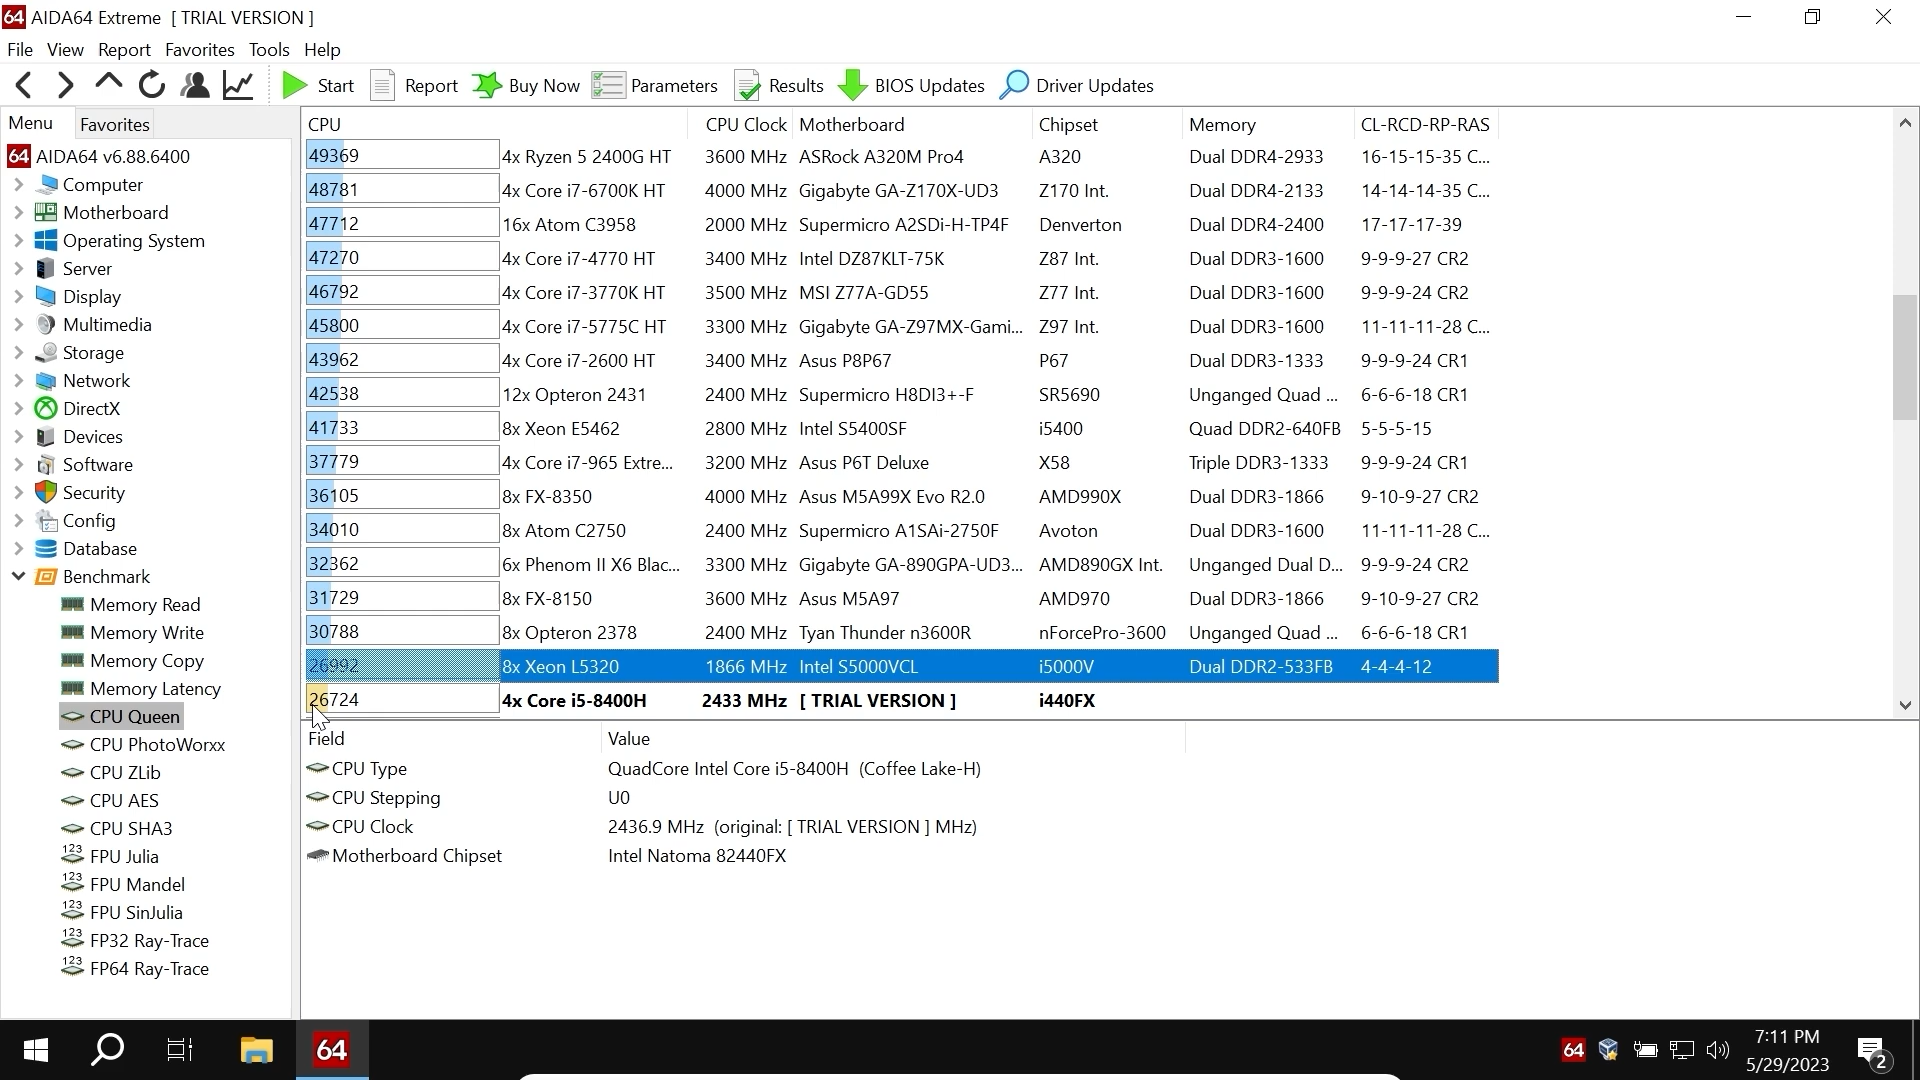 64 AIDA64 Extreme [ TRIAL VERSION ]
File View Report Favorites Tools Help
Start Report Buy Now Parameters Results BIOS Updates Driver Updates
Menu Favorites
64 AIDA64 v6.88.6400
Computer
Motherboard
Operating System
Server
Display
Multimedia
Storage
Network
DirectX
Devices
Software
Security
Config
Database
Benchmark
Memory Read
Memory Write
Memory Copy
Memory Latency
CPU Queen
CPU PhotoWorxx
CPU ZLib
CPU AES
CPU SHA3
123 FPU Julia
123 FPU Mandel
123 FPU SinJulia
123 FP32 Ray-Trace
123 FP64 Ray-Trace
CPU CPU Clock Motherboard Chipset Memory CL-RCD-RP-RAS
49369 4x Ryzen 5 2400G HT 3600 MHz ASRock A320M Pro4 A320 Dual DDR4-2933 16-15-15-35 C...
48781 4x Core i7-6700K HT 4000 MHz Gigabyte GA-Z170X-UD3 Z170 Int. Dual DDR4-2133 14-14-14-35 C...
47712 16x Atom C3958 2000 MHz Supermicro A2SDi-H-TP4F Denverton Dual DDR4-2400 17-17-17-39
47270 4x Core i7-4770 HT 3400 MHz Intel DZ87KLT-75K Z87 Int. Dual DDR3-1600 9-9-9-27 CR2
46792 4x Core i7-3770K HT 3500 MHz MSI Z77A-GD55 Z77 Int. Dual DDR3-1600 9-9-9-24 CR2
45800 4x Core i7-5775C HT 3300 MHz Gigabyte GA-Z97MX-Gami... Z97 Int. Dual DDR3-1600 11-11-11-28 C...
43962 4x Core i7-2600 HT 3400 MHz Asus P8P67 P67 Dual DDR3-1333 9-9-9-24 CR1
42538 12x Opteron 2431 2400 MHz Supermicro H8DI3+-F SR5690 Unganged Quad ... 6-6-6-18 CR1
41733 8x Xeon E5462 2800 MHz Intel S5400SF i5400 Quad DDR2-640FB 5-5-5-15
37779 4x Core i7-965 Extre... 3200 MHz Asus P6T Deluxe X58 Triple DDR3-1333 9-9-9-24 CR1
36105 8x FX-8350 4000 MHz Asus M5A99X Evo R2.0 AMD990X Dual DDR3-1866 9-10-9-27 CR2
34010 8x Atom C2750 2400 MHz Supermicro A1SAi-2750F Avoton Dual DDR3-1600 11-11-11-28 C...
32362 6x Phenom II X6 Blac... 3300 MHz Gigabyte GA-890GPA-UD3... AMD890GX Int. Unganged Dual D... 9-9-9-24 CR2
31729 8x FX-8150 3600 MHz Asus M5A97 AMD970 Dual DDR3-1866 9-10-9-27 CR2
30788 8x Opteron 2378 2400 MHz Tyan Thunder n3600R nForcePro-3600 Unganged Quad ... 6-6-6-18 CR1
26992 8x Xeon L5320 1866 MHz Intel S5000VCL i5000V Dual DDR2-533FB 4-4-4-12
26724 4x Core i5-8400H 2433 MHz [ TRIAL VERSION ] i440FX
Field Value
CPU Type QuadCore Intel Core i5-8400H (Coffee Lake-H)
CPU Stepping U0
CPU Clock 2436.9 MHz (original: [ TRIAL VERSION ] MHz)
Motherboard Chipset Intel Natoma 82440FX
64
64
7:11 PM
5/29/2023
2